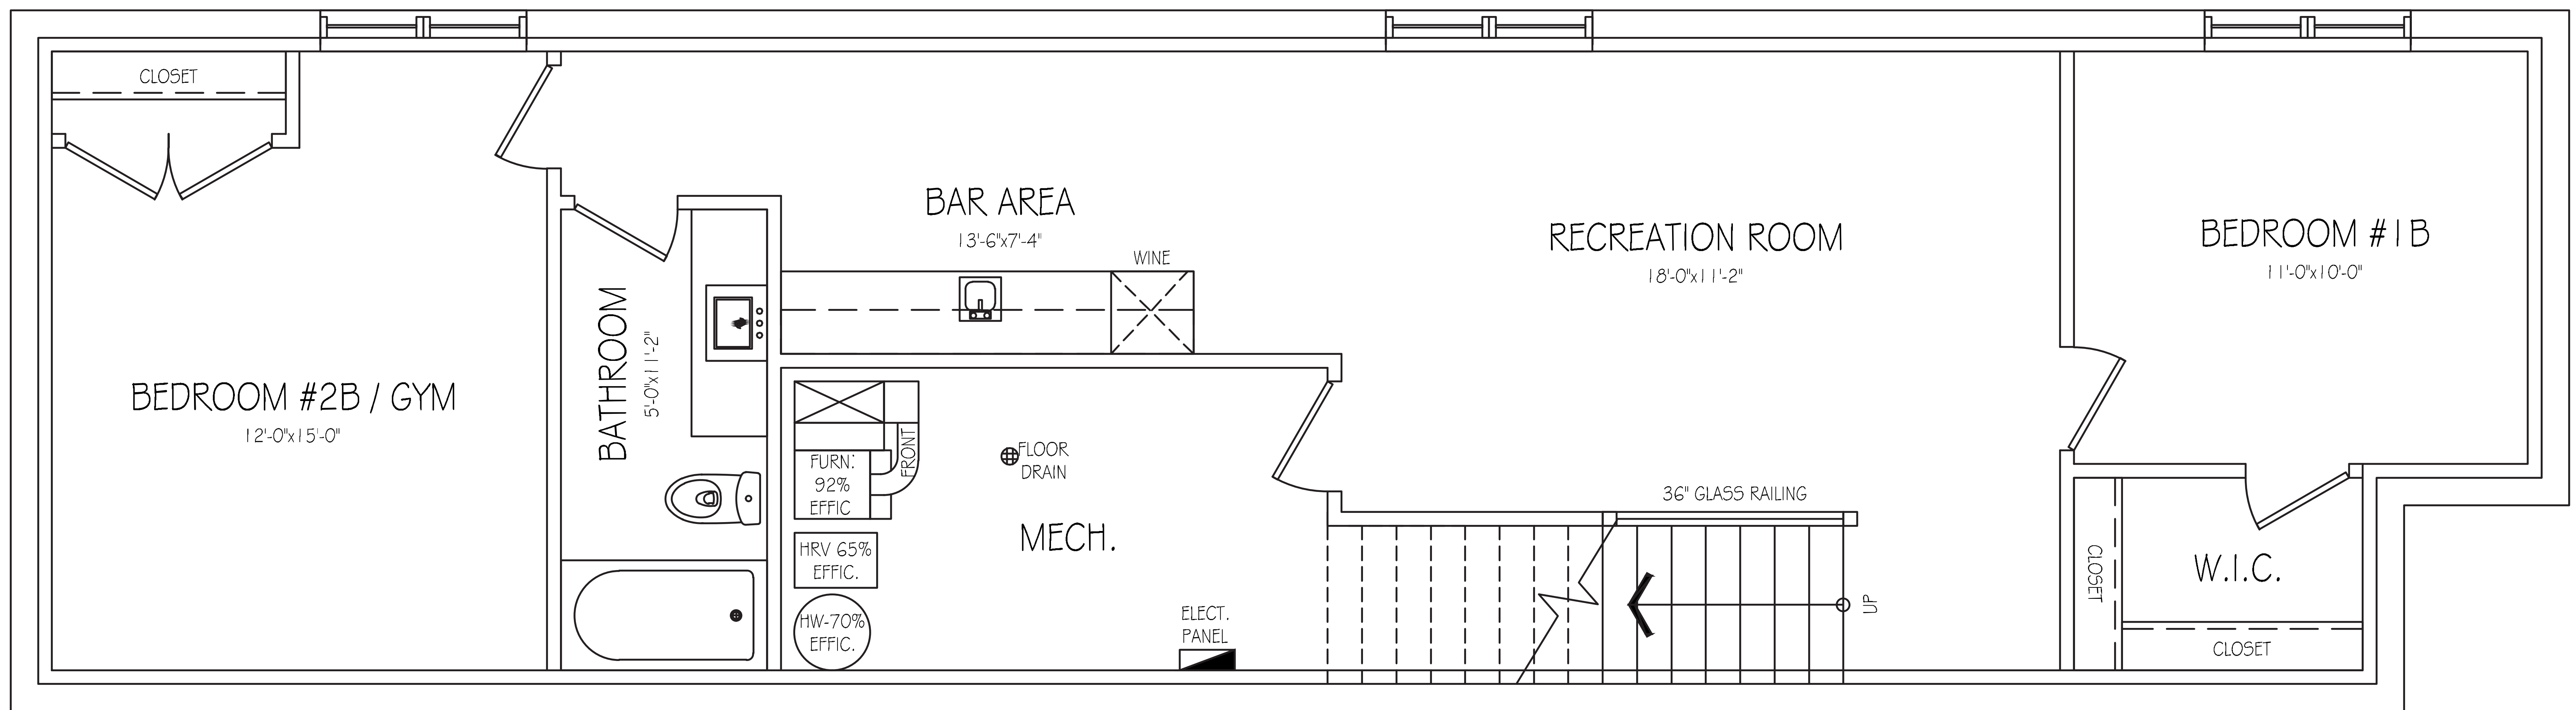 CLOSET
BEDROOM #2B / GYM
12'-0"x15'-0"
BATHROOM
5'-0"x11'-2"
BAR AREA
13'-6"x7'-4"
WINE
FURN:
92%
EFFIC
FRONT
HRV 65%
EFFIC.
HW-70%
EFFIC.
FLOOR
DRAIN
MECH.
ELECT.
PANEL
RECREATION ROOM
18'-0"x11'-2"
36" GLASS RAILING
UP
BEDROOM #1B
11'-0"x10'-0"
CLOSET
W.I.C.
CLOSET